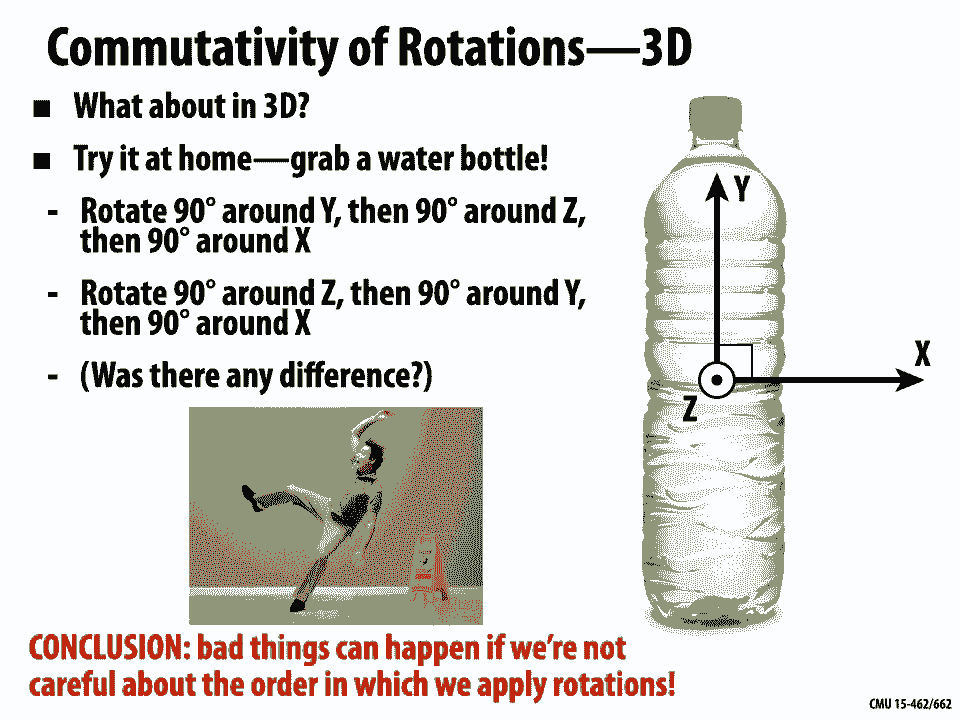 Commutativity of Rotations—3D
■ What about in 3D?
■ Try it at home—grab a water bottle!
- Rotate 90° around Y, then 90° around Z,
then 90° around X
- Rotate 90° around Z, then 90° around Y,
then 90° around X
- (Was there any difference?)
Y
X
Z
CONCLUSION: bad things can happen if we’re not
careful about the order in which we apply rotations!
CMU 15-462/662